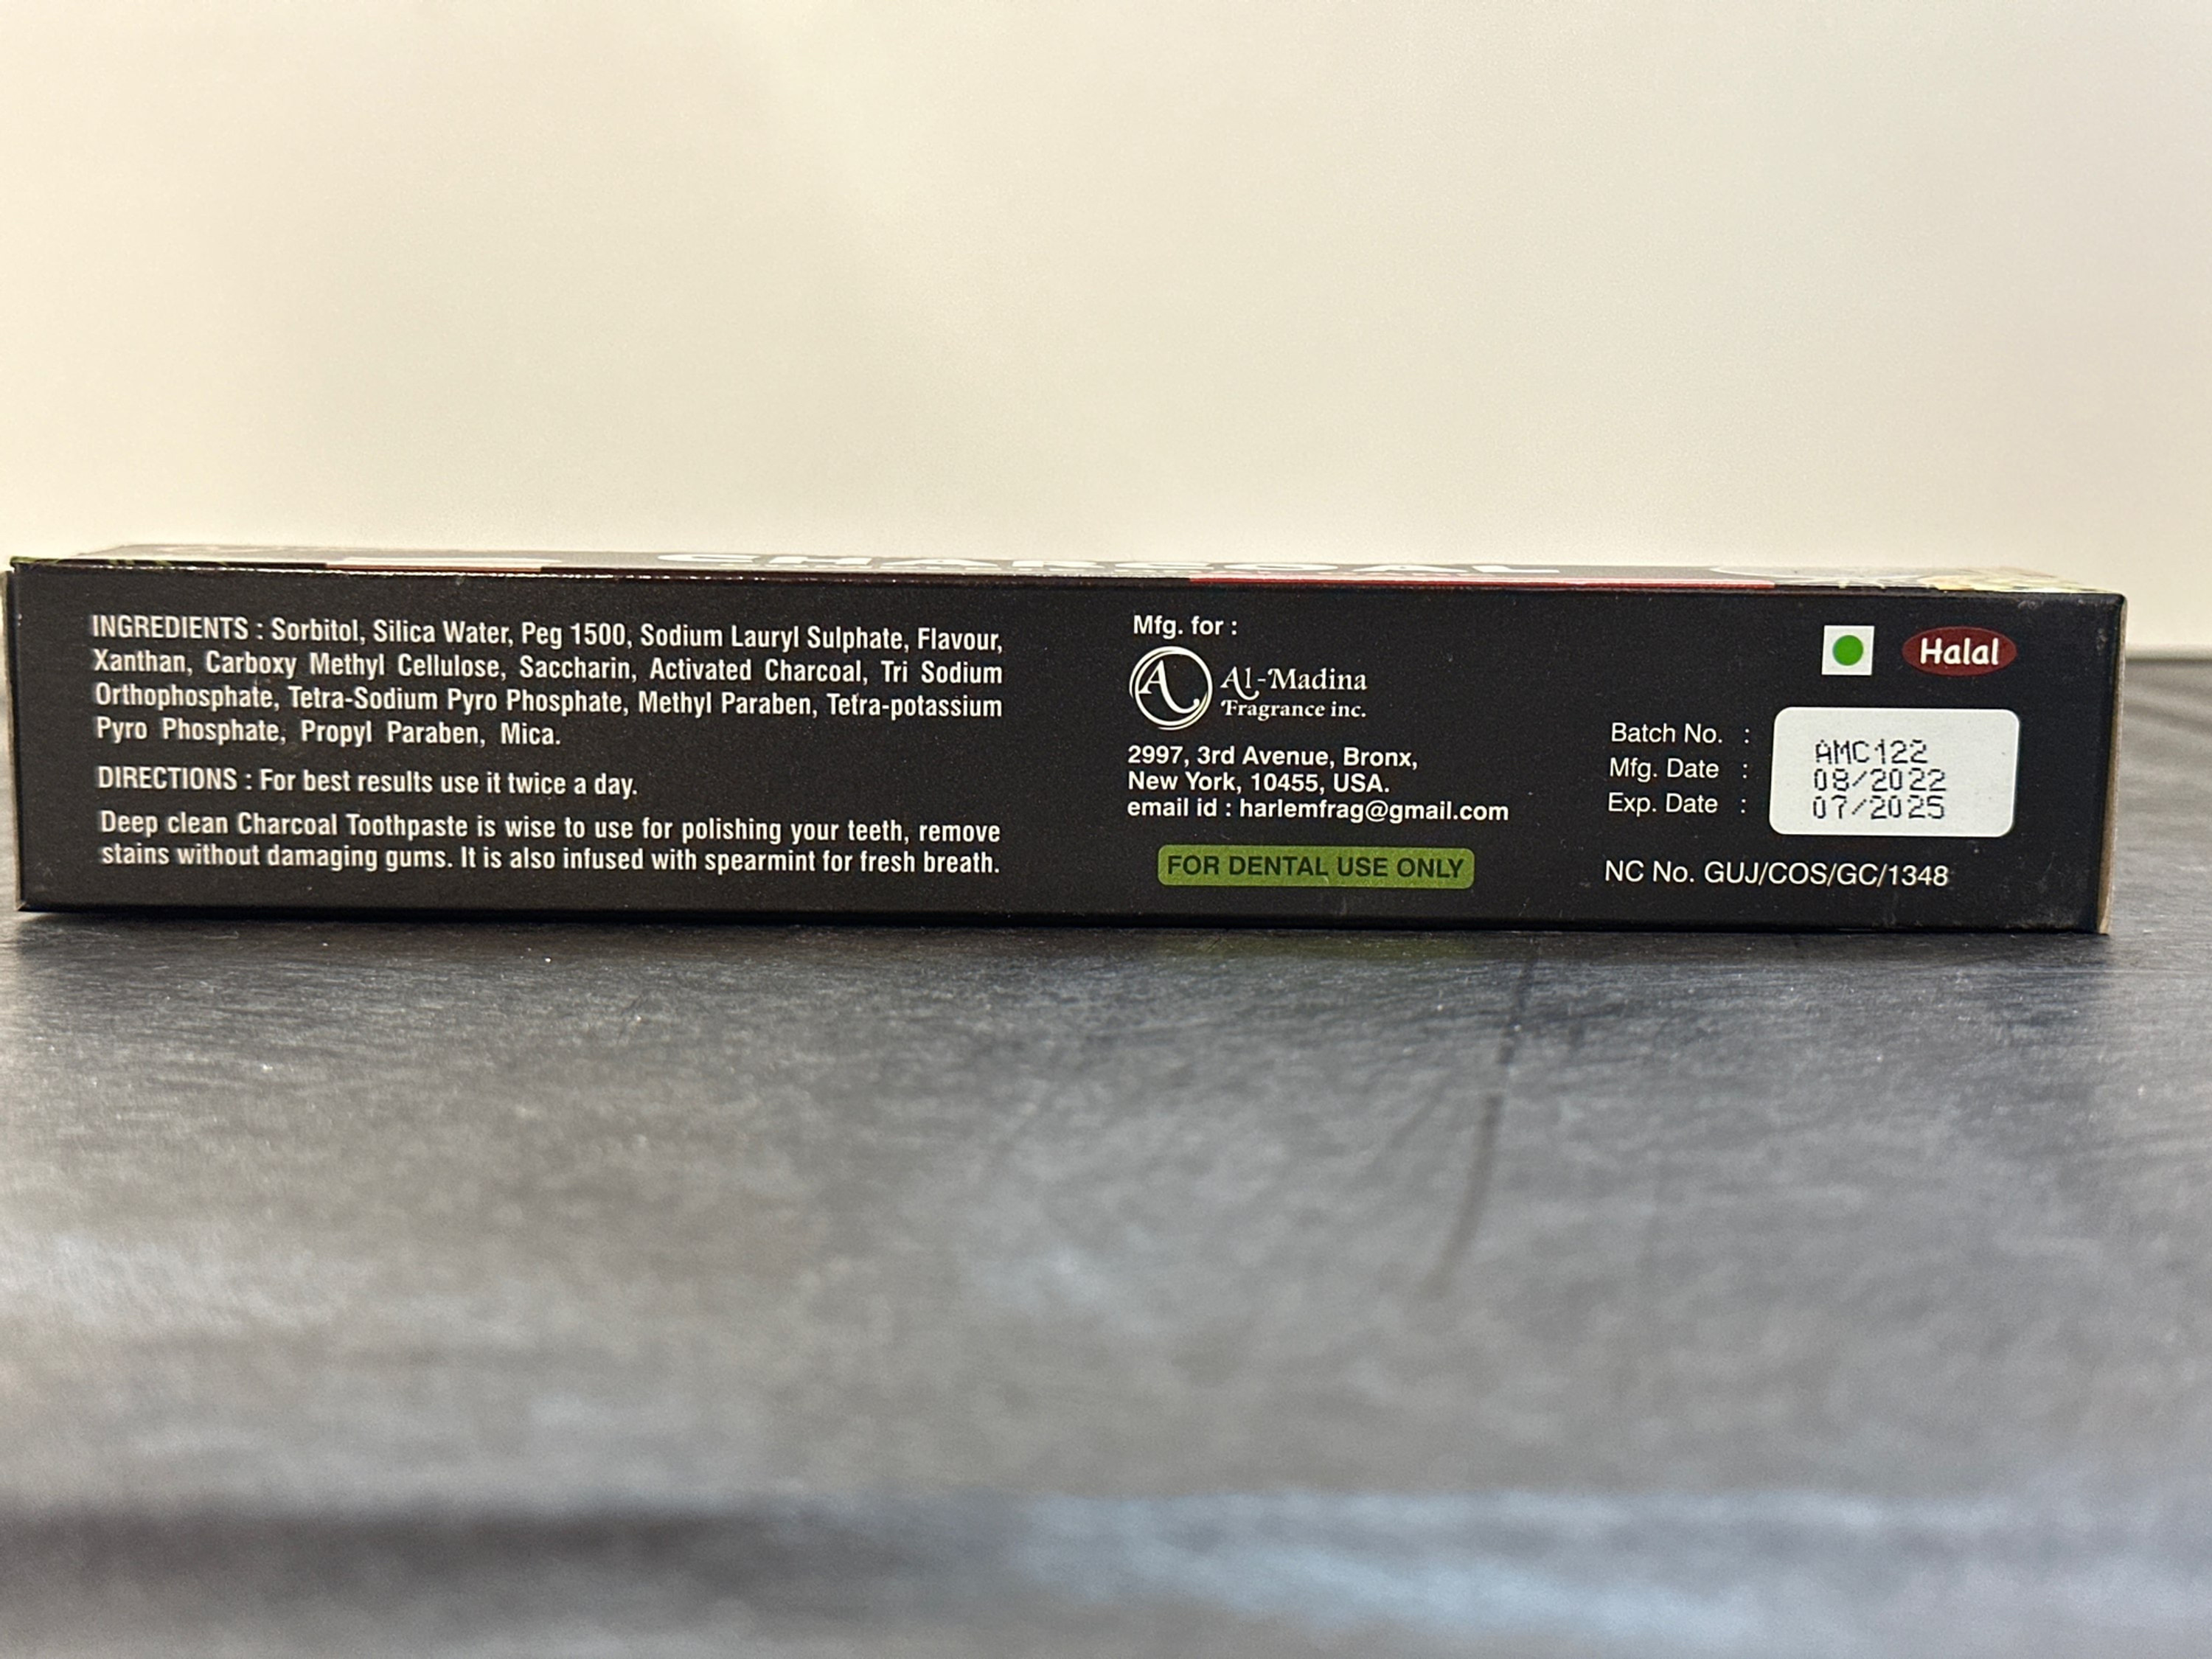 CHARCOAL
INGREDIENTS : Sorbitol, Silica Water, Peg 1500, Sodium Lauryl Sulphate, Flavour,
Xanthan, Carboxy Methyl Cellulose, Saccharin, Activated Charcoal, Tri Sodium
Orthophosphate, Tetra-Sodium Pyro Phosphate, Methyl Paraben, Tetra-potassium
Pyro Phosphate, Propyl Paraben, Mica.
DIRECTIONS : For best results use it twice a day.
Deep clean Charcoal Toothpaste is wise to use for polishing your teeth, remove
stains without damaging gums. It is also infused with spearmint for fresh breath.
Mfg. for :
A
Al-Madina
Fragrance inc.
2997, 3rd Avenue, Bronx,
New York, 10455, USA.
email id : harlemfrag@gmail.com
FOR DENTAL USE ONLY
Halal
Batch No. : AMC122
Mfg. Date : 08/2022
Exp. Date : 07/2025
NC No. GUJ/COS/GC/1348